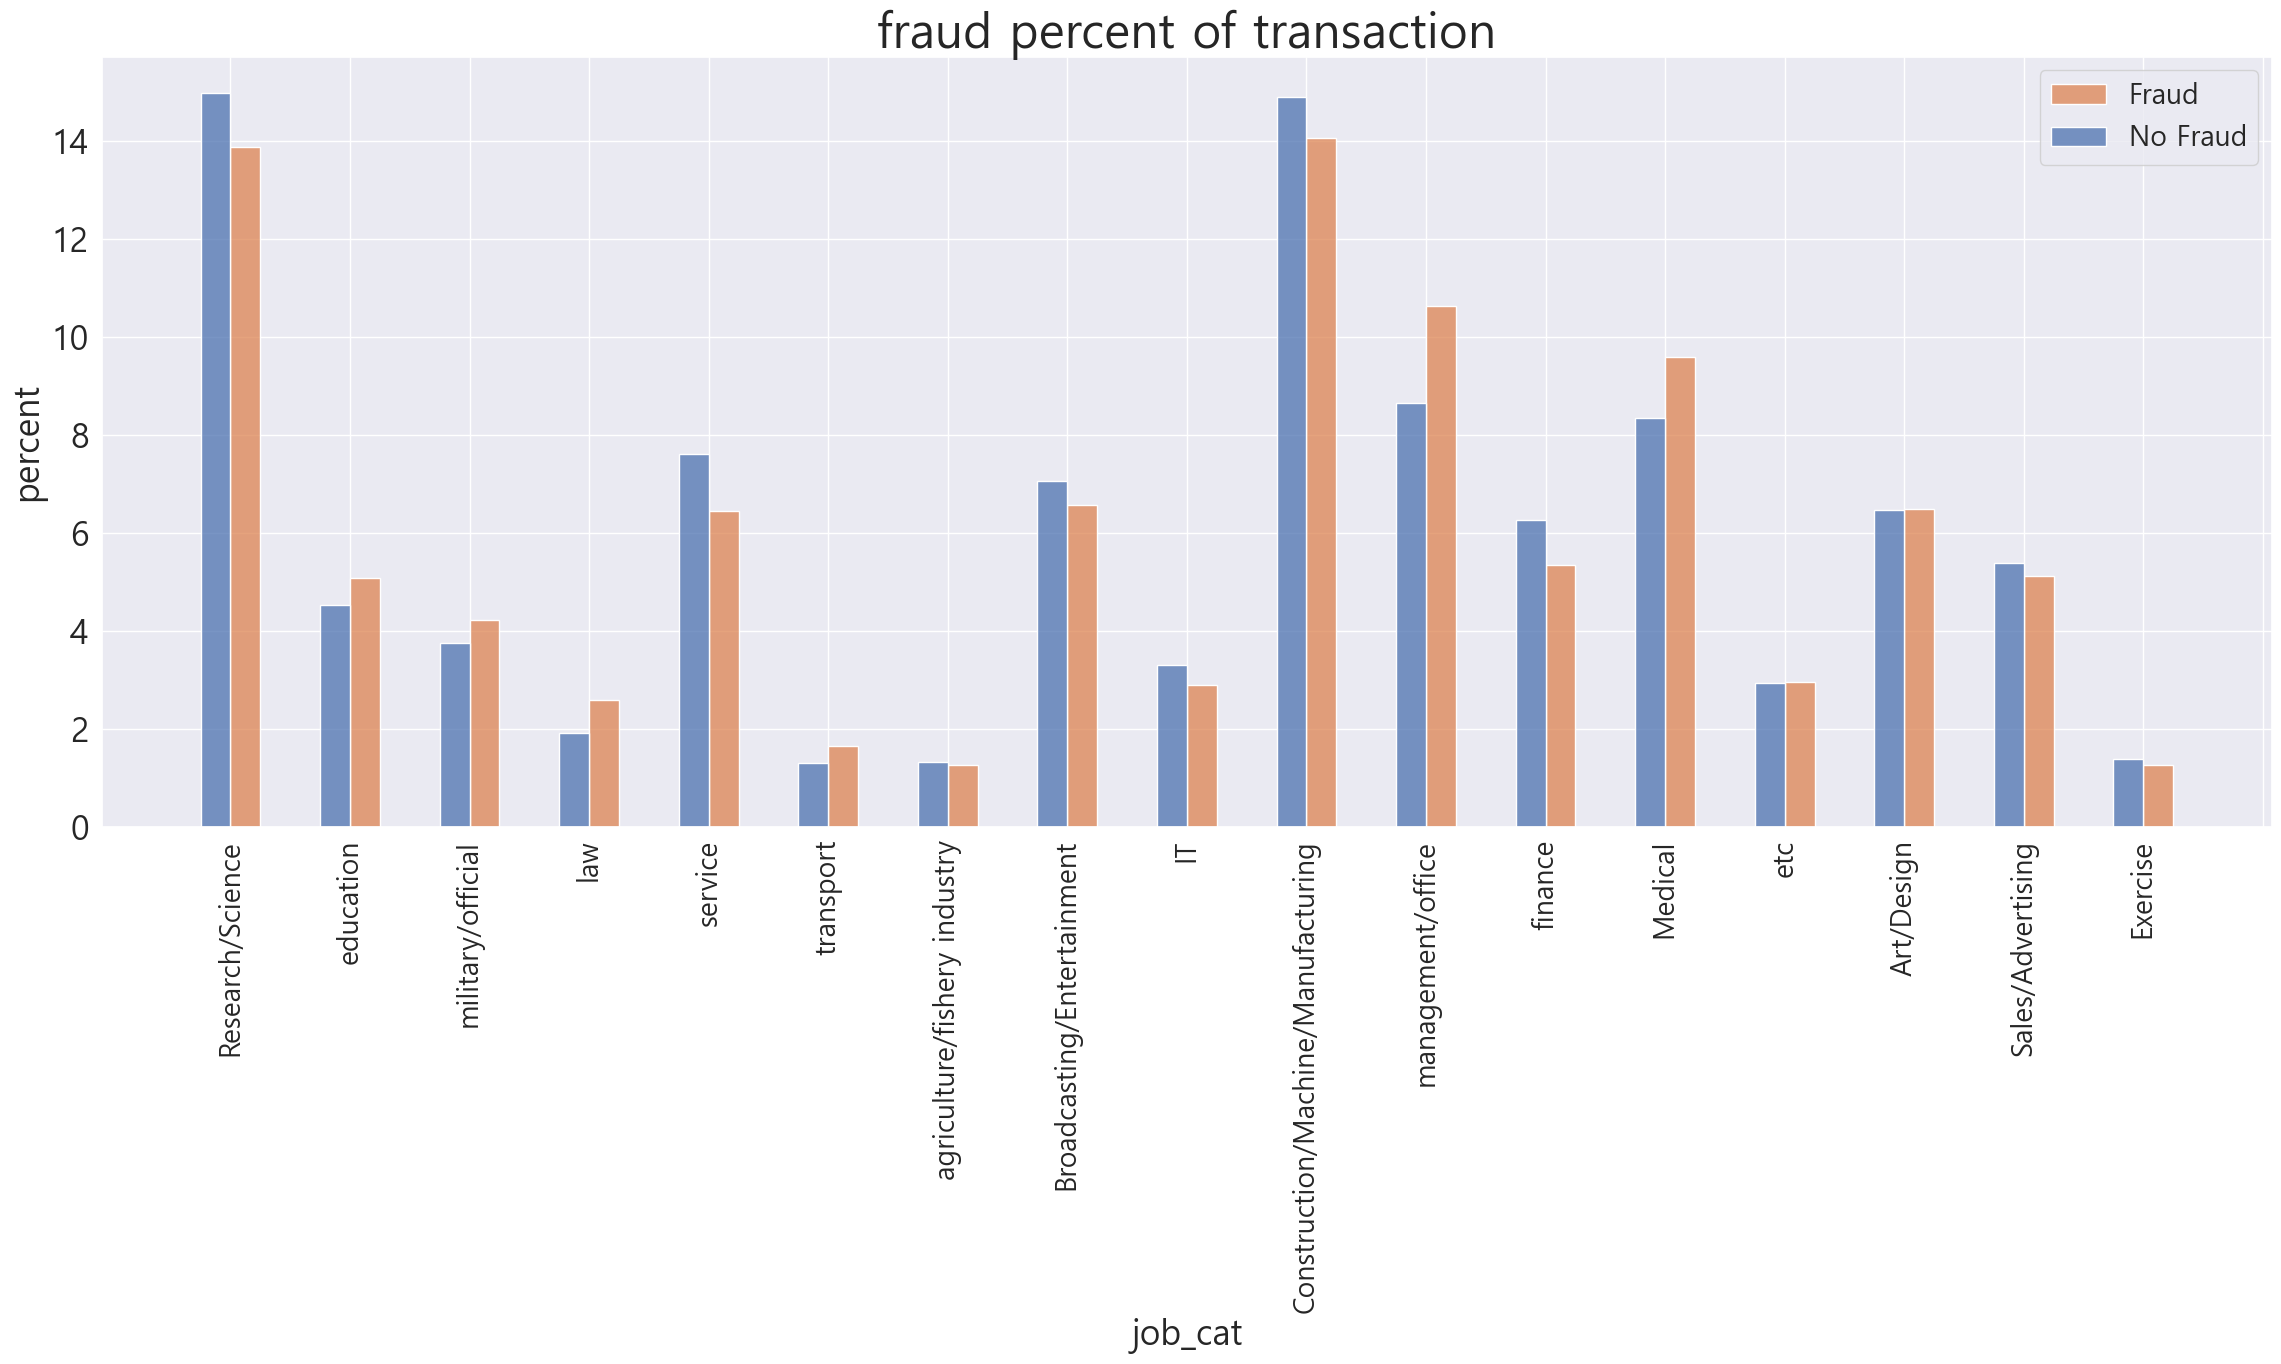 fraud percent of transaction
Fraud
No Fraud
percent
14
12
10
8
6
4
2
0
Research/Science
education
military/official
law
service
transport
agriculture/fishery industry
Broadcasting/Entertainment
IT
Construction/Machine/Manufacturing
management/office
finance
Medical
etc
Art/Design
Sales/Advertising
Exercise
job_cat